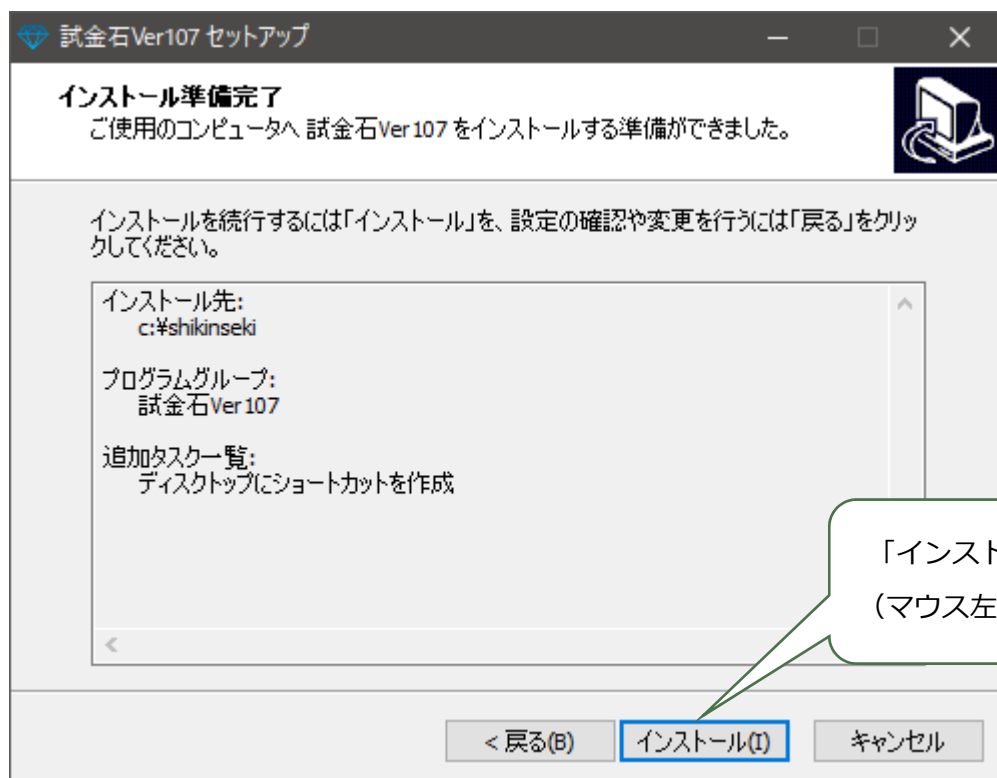 試金石Ver107 セットアップ
インストール準備完了
ご使用のコンピュータへ 試金石Ver107 をインストールする準備ができました。
インストールを続行するには「インストール」を、設定の確認や変更を行うには「戻る」をクリッ
クしてください。
インストール先:
c:¥shikinseki
プログラムグループ:
試金石Ver107
追加タスク一覧:
ディスクトップにショートカットを作成
「インスト
（マウス左
< 戻る(B)
インストール(I)
キャンセル